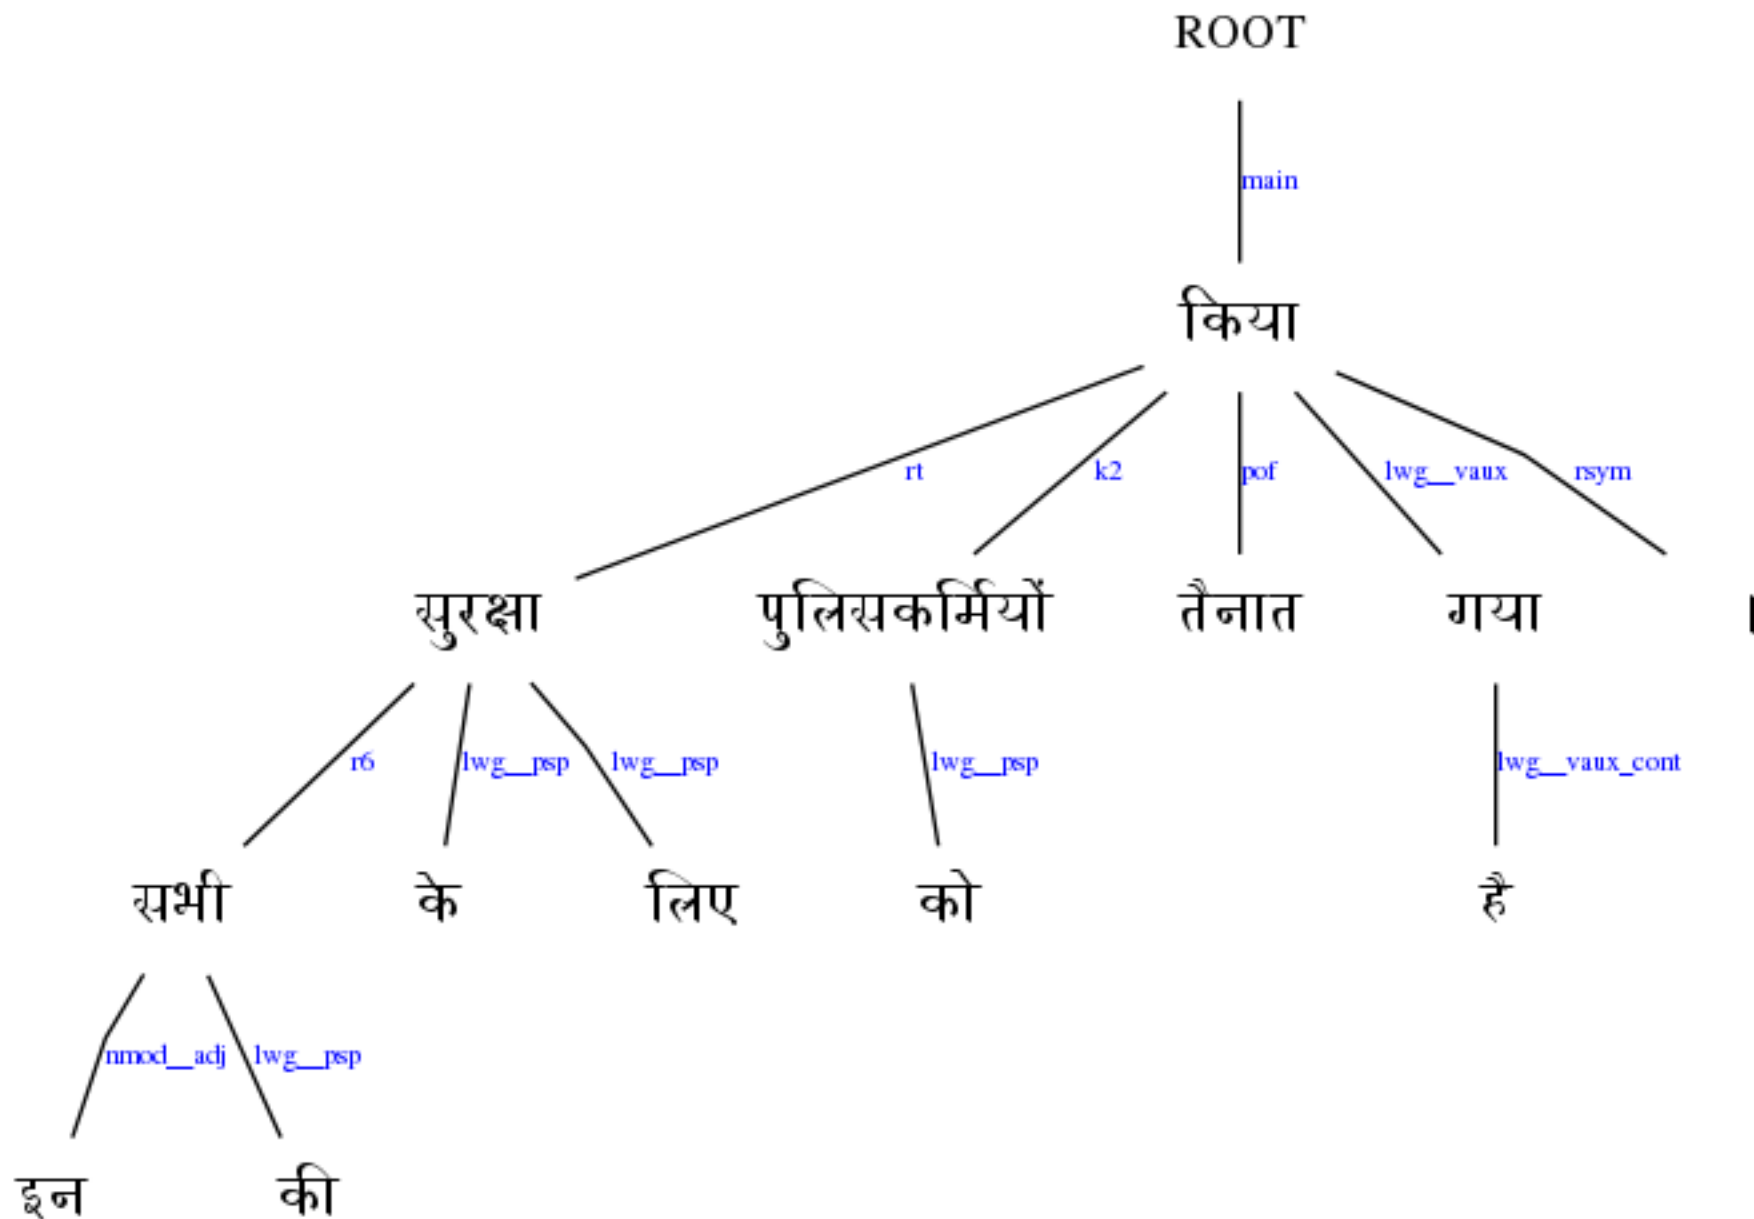 ROOT
main
किया
rt k2 pof lwg__vaux rsym
सुरक्षा पुलिसकर्मियों तैनात गया ।
r6 lwg__psp lwg__psp lwg__psp lwg__vaux_cont
सभी के लिए को है
nmod__adj lwg__psp
इन की